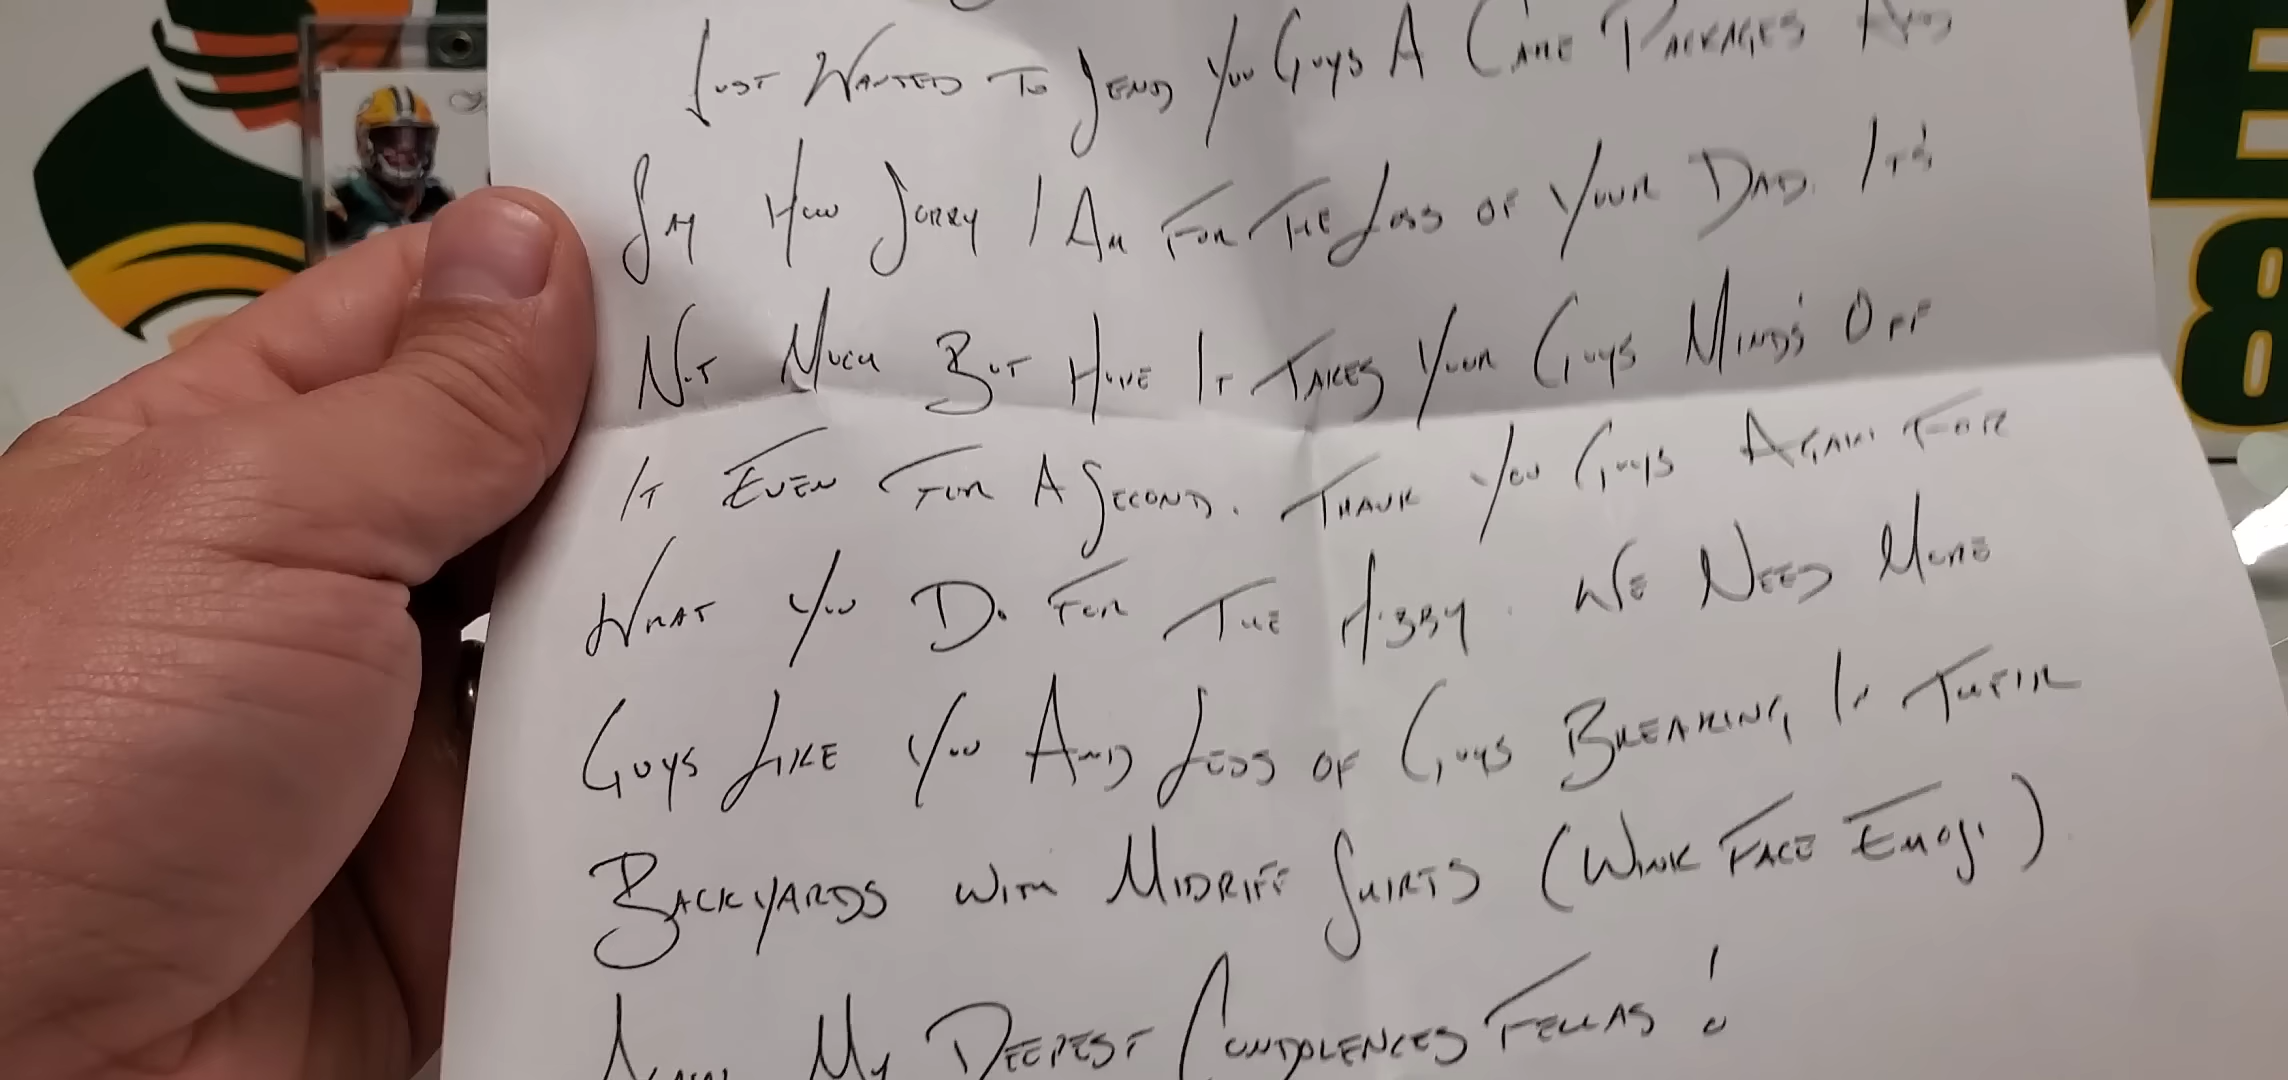 Just Wanted To Send You Guys A Care Packages And
Say How Sorry I Am For The Loss of Your Dad. It's
Not Much But Hope It Takes Your Guys Mind's Off
It Even For A Second. Thank You Guys Again For
What You Do For The Hobby. We Need More
Guys Like You And Less of Guys Breaking In Their
Backyards with Midriff Shirts (Wink Face Emoji)
Again My Deepest Condolences Fellas!
E
8